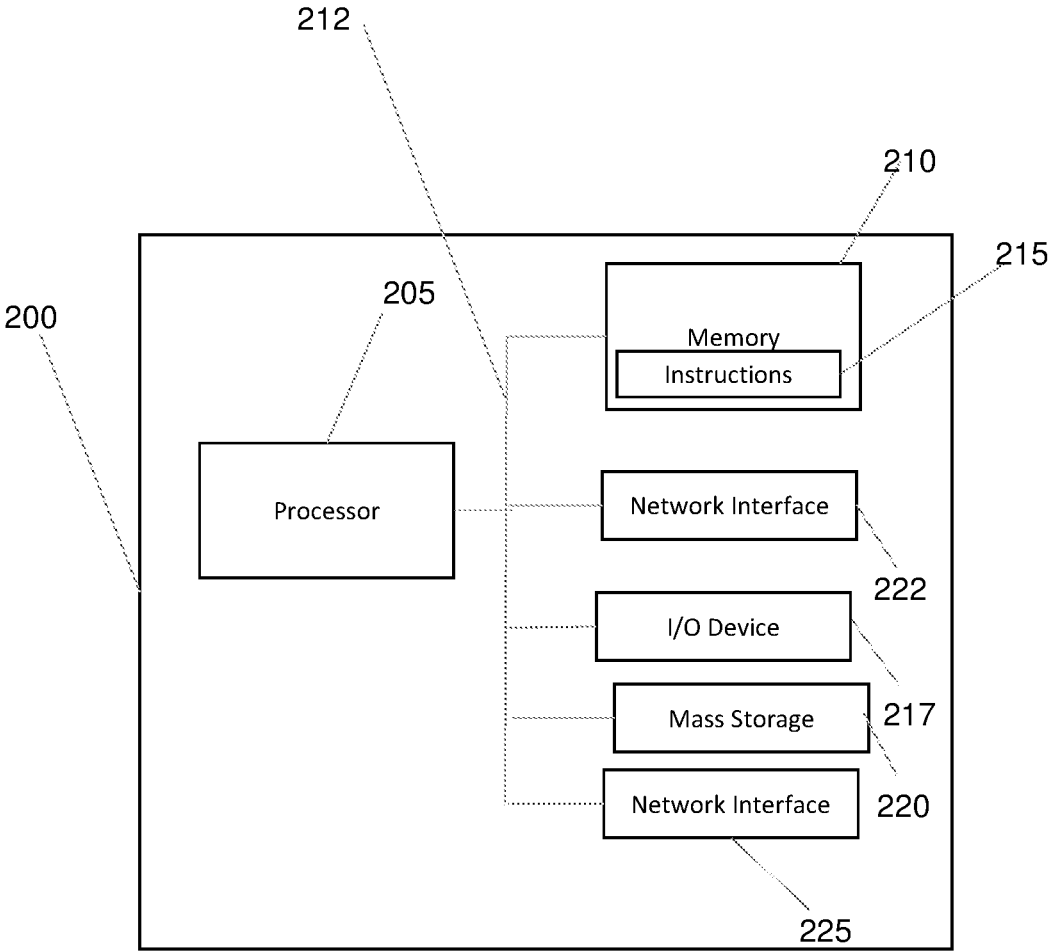 212
210
215
205
200
Memory
Instructions
Processor
Network Interface
222
I/O Device
217
Mass Storage
220
Network Interface
225